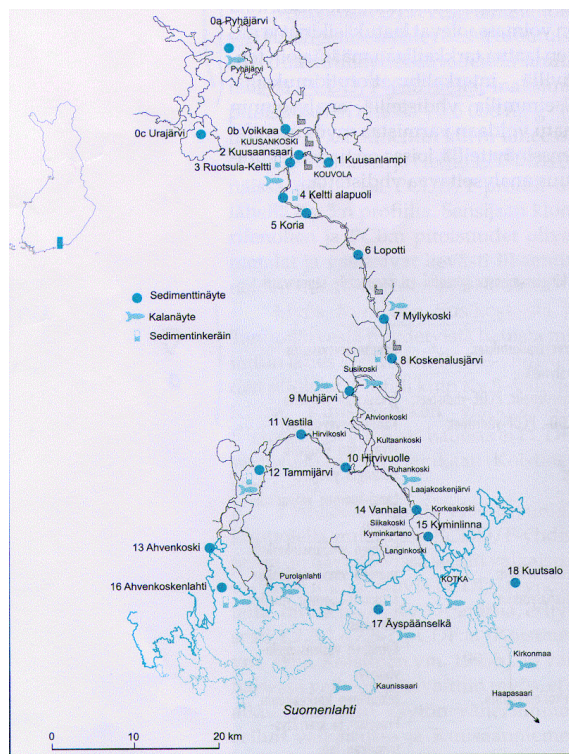 0a Pyhäjärvi
Pyhäjärvi
0c Urajärvi
0b Voikkaa
KUUSANKOSKI
2 Kuusaansaari
1 Kuusanlampi
3 Ruotsula-Keltti
KOUVOLA
4 Keltti alapuoli
5 Koria
6 Lopotti
Sedimenttinäyte
Kalanäyte
Sedimentinkeräin
7 Myllykoski
8 Koskenalusjärvi
Susikoski
9 Muhjärvi
Ahvionkoski
11 Vastila
Hirvikoski
Kultaankoski
10 Hirvivuolle
12 Tammijärvi
Ruhankoski
Laajakoskenjärvi
14 Vanhala
Korkeakoski
Siikakoski
15 Kyminlinna
Kyminkartano
13 Ahvenkoski
Langinkoski
Purolanlahti
KOTKA
18 Kuutsalo
16 Ahvenkoskenlahti
17 Äyspäänselkä
Kirkonmaa
Kaunissaari
Haapasaari
Suomenlahti
0
20 km